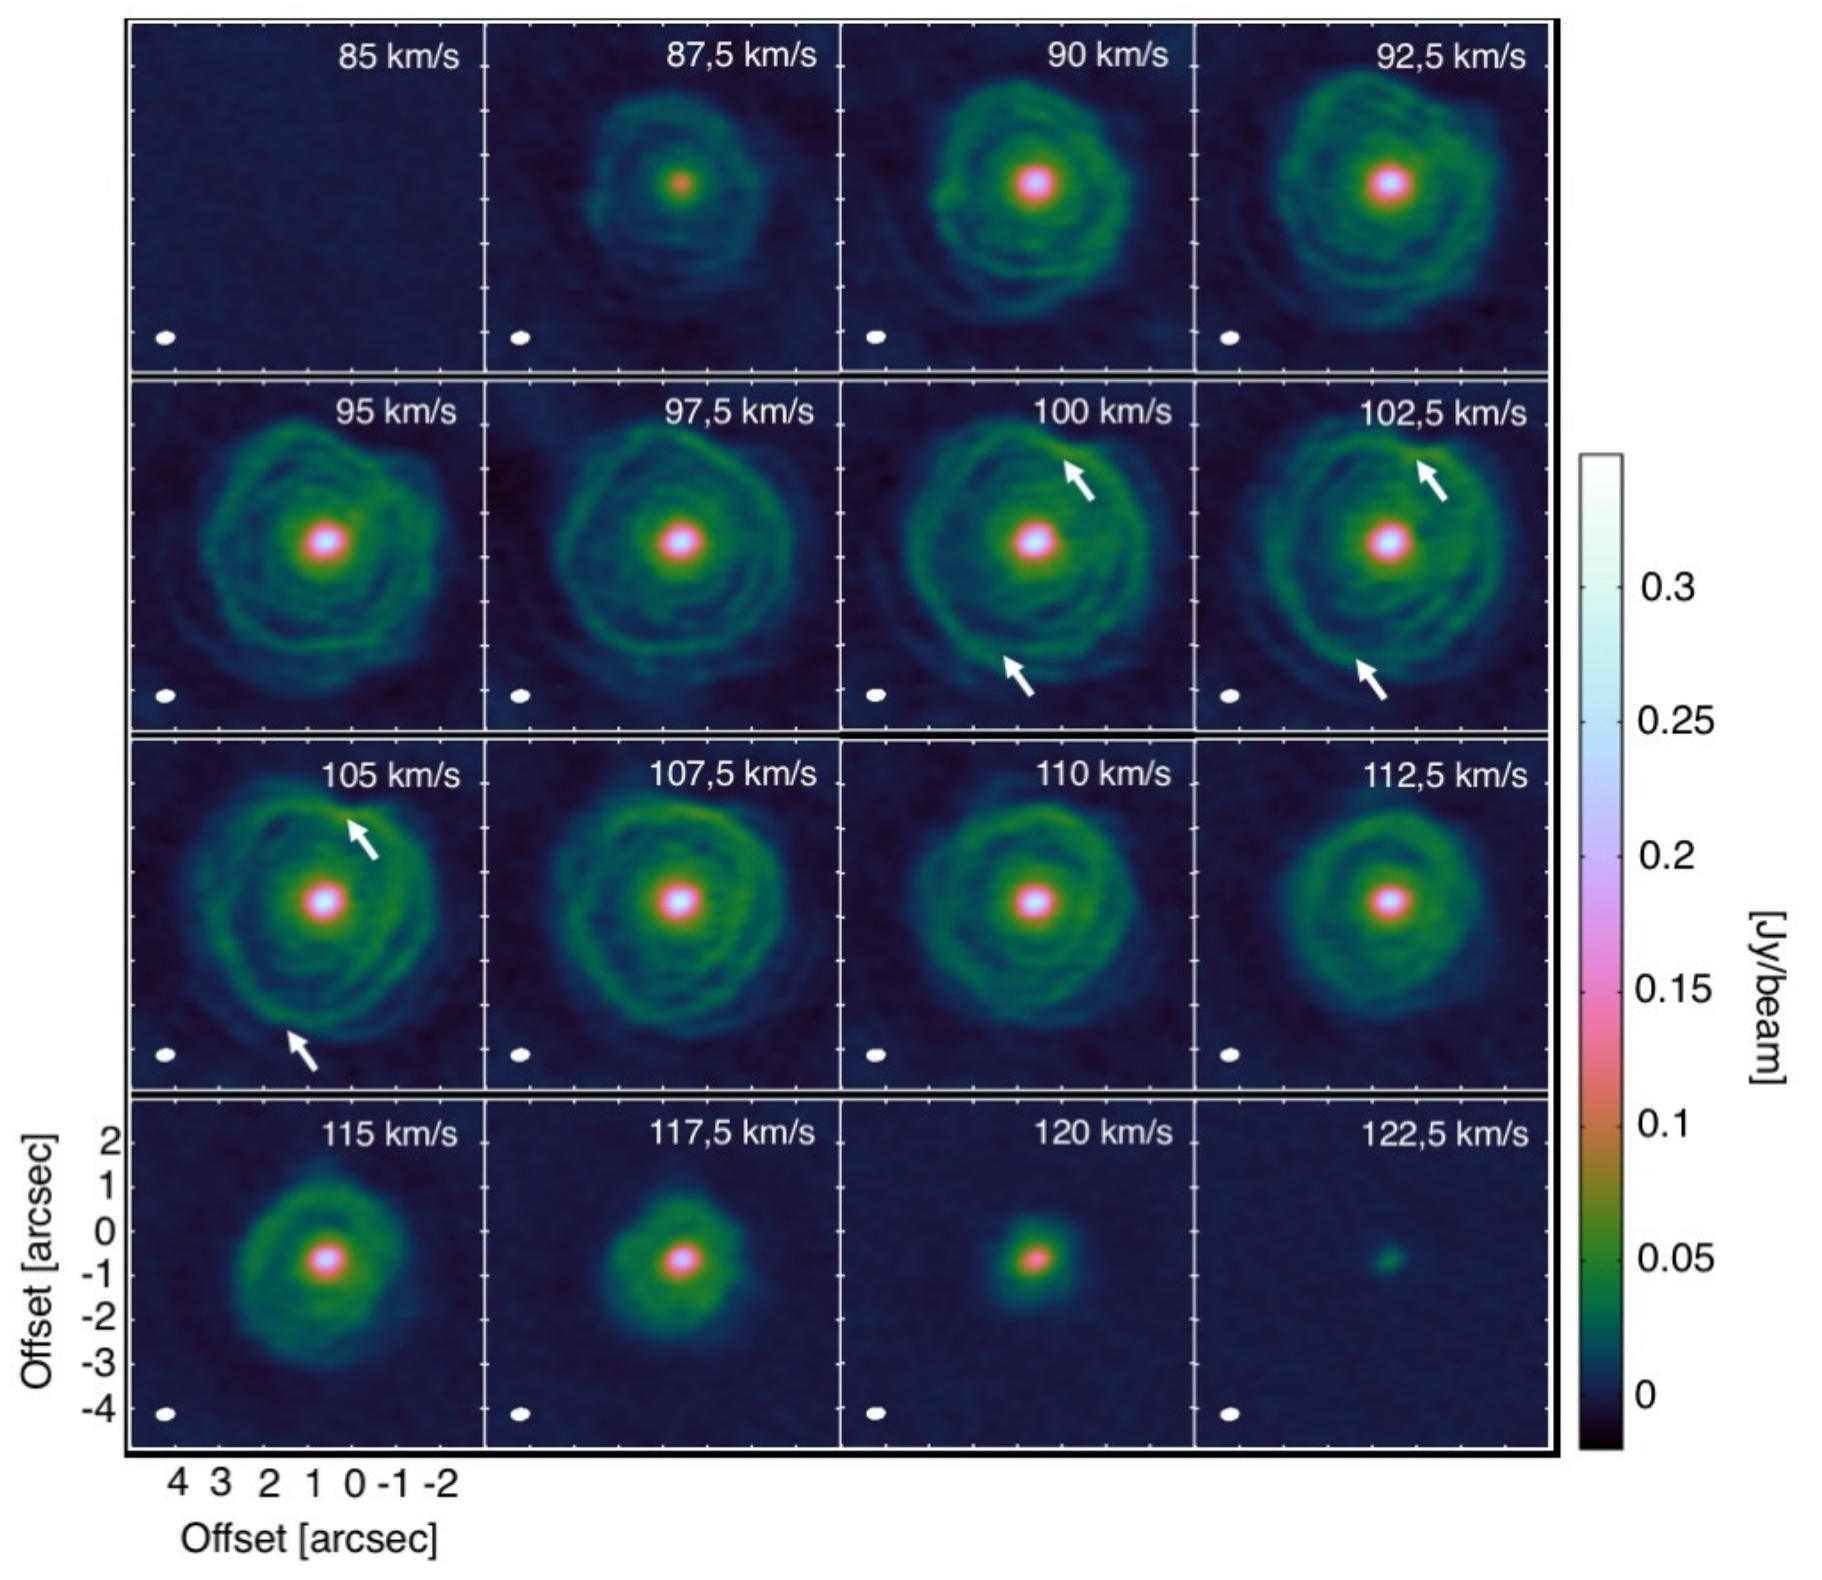 85 km/s
87,5 km/s
90 km/s
92,5 km/s
95 km/s
97,5 km/s
100 km/s
102,5 km/s
105 km/s
107,5 km/s
110 km/s
112,5 km/s
115 km/s
117,5 km/s
120 km/s
122,5 km/s
0.3
0.25
0.2
0.15
0.1
0.05
0
[Jy/beam]
2
1
0
-1
-2
-3
-4
Offset [arcsec]
4 3 2 1 0 -1 -2
Offset [arcsec]